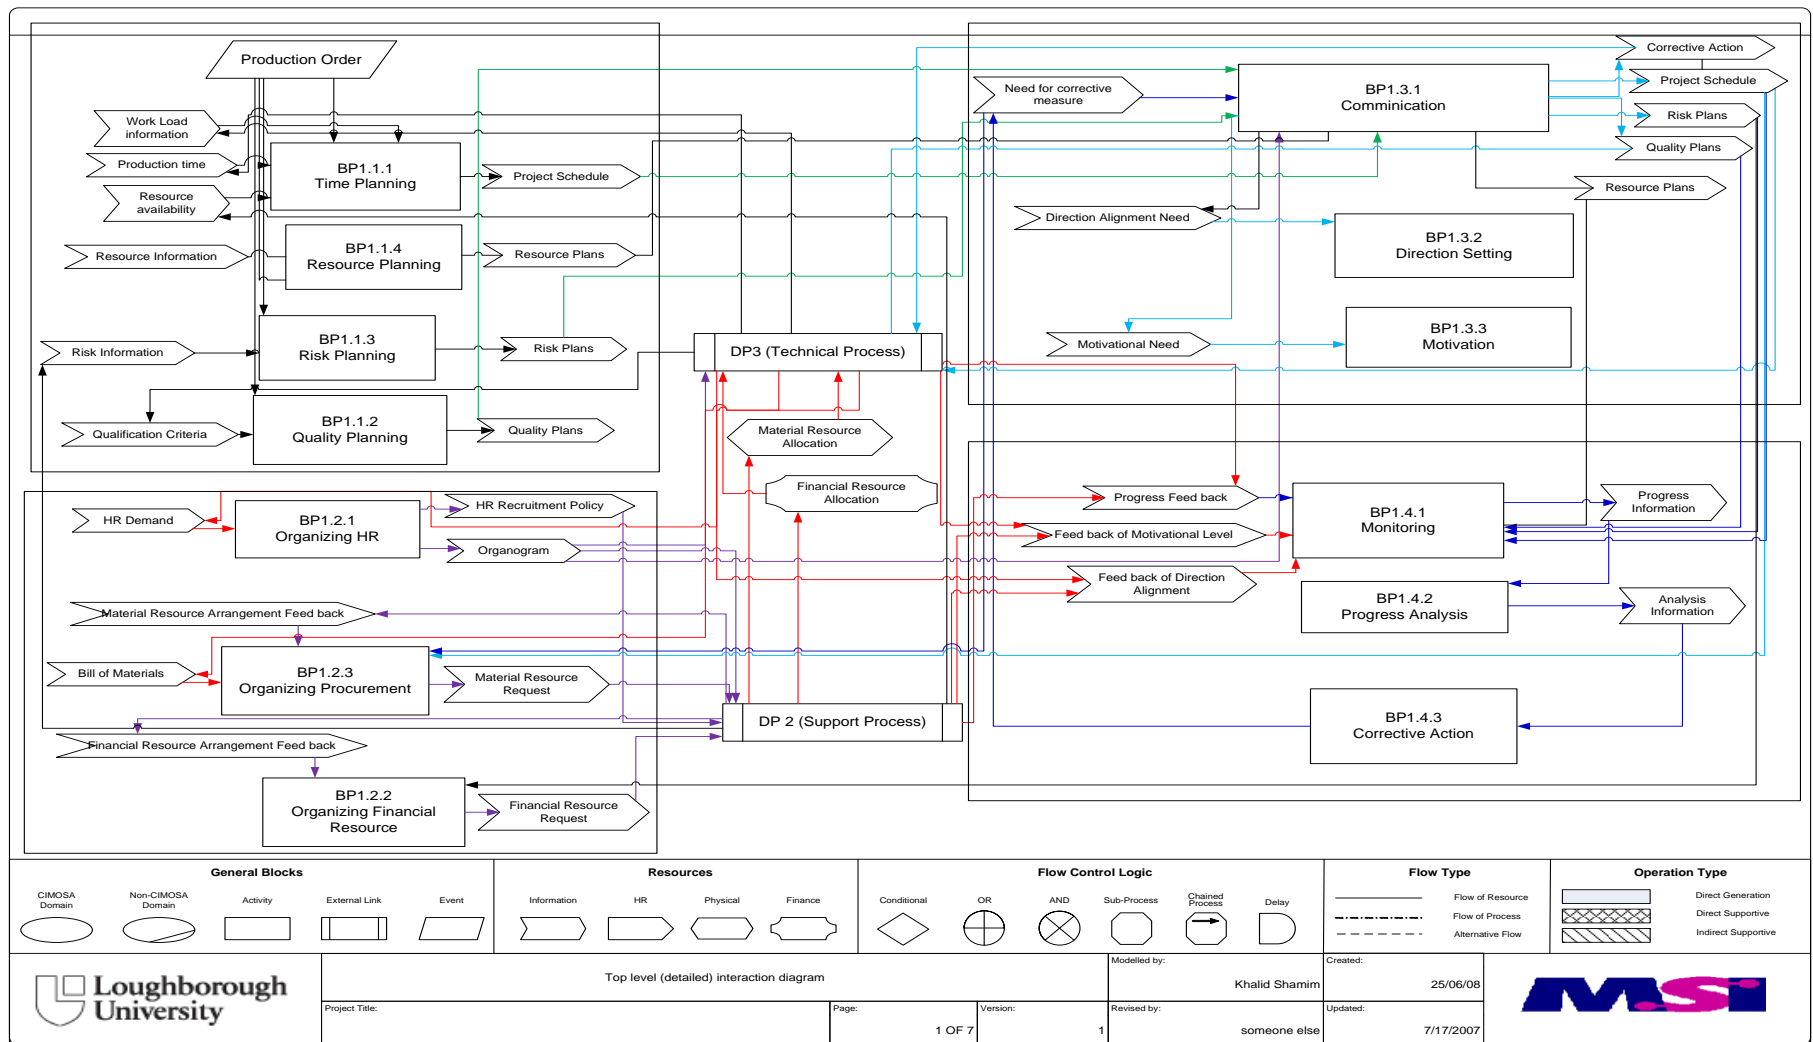 Production Order
Work Load
information
Production time
Resource
availability
BP1.1.1
Time Planning
Project Schedule
Resource Information
BP1.1.4
Resource Planning
Resource Plans
Risk Information
BP1.1.3
Risk Planning
Risk Plans
Qualification Criteria
BP1.1.2
Quality Planning
Quality Plans
HR Demand
BP1.2.1
Organizing HR
HR Recruitment Policy
Organogram
Material Resource Arrangement Feed back
Bill of Materials
BP1.2.3
Organizing Procurement
Material Resource
Request
Financial Resource Arrangement Feed back
BP1.2.2
Organizing Financial
Resource
Financial Resource
Request
DP3 (Technical Process)
Material Resource
Allocation
Financial Resource
Allocation
DP 2 (Support Process)
Need for corrective
measure
BP1.3.1
Comminication
Corrective Action
Project Schedule
Risk Plans
Quality Plans
Resource Plans
Direction Alignment Need
BP1.3.2
Direction Setting
Motivational Need
BP1.3.3
Motivation
Progress Feed back
Feed back of Motivational Level
Feed back of Direction
Alignment
BP1.4.1
Monitoring
Progress
Information
BP1.4.2
Progress Analysis
Analysis
Information
BP1.4.3
Corrective Action
General Blocks
CIMOSA
Domain
Non-CIMOSA
Domain
Activity
External Link
Event
Resources
Information
HR
Physical
Finance
Flow Control Logic
Conditional
OR
AND
Sub-Process
Chained
Process
Delay
Flow Type
Flow of Resource
Flow of Process
Alternative Flow
Operation Type
Direct Generation
Direct Supportive
Indirect Supportive
Loughborough
University
Top level (detailed) interaction diagram
Modelled by:
Khalid Shamim
Created:
25/06/08
Project Title:
Page:
1 OF 7
Version:
1
Revised by:
someone else
Updated:
7/17/2007
MSI